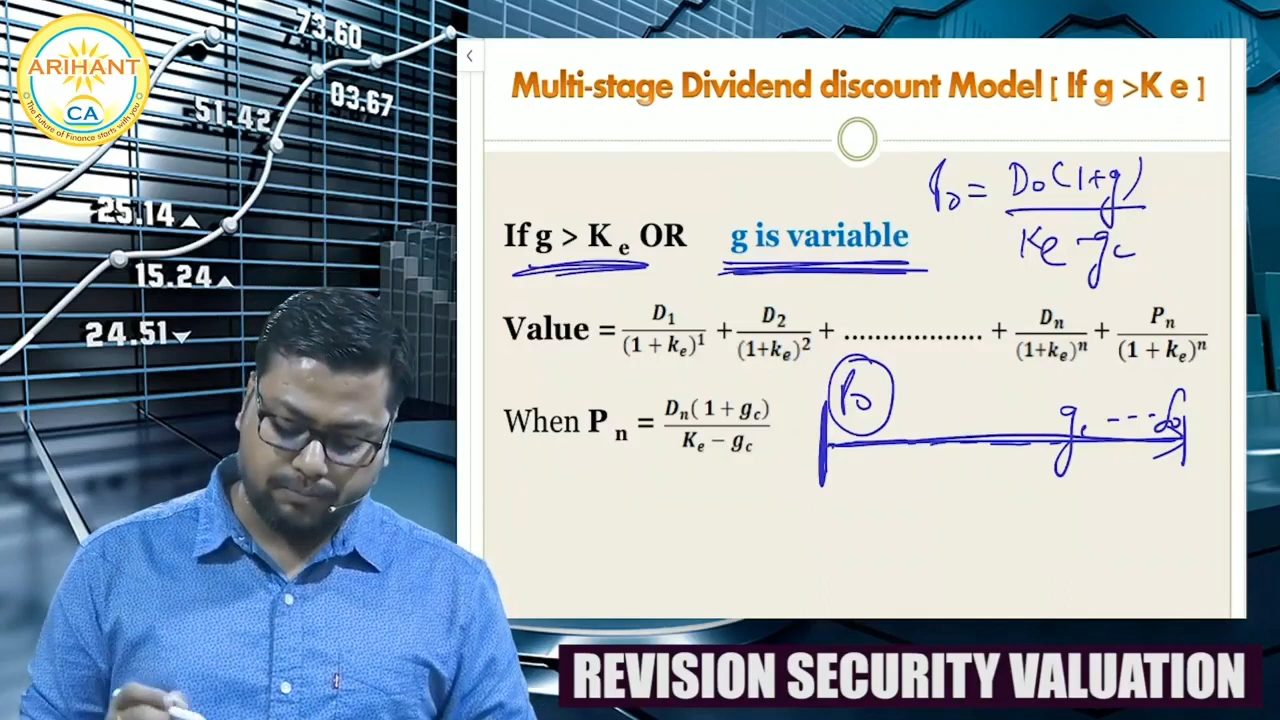 ARIHANT
CA
The Future of Finance starts with you
73.60
51.42
03.67
25.14
15.24
24.51
Multi-stage Dividend discount Model [ If g >K e ]
P0 = D0(1+g) / Ke - gc
If g > K e OR g is variable
Value = D1 / (1 + ke)^1 + D2 / (1+ke)^2 + .................. + Dn / (1+ke)^n + Pn / (1 + ke)^n
P0 gc --- ∞
When P n = Dn( 1 + gc) / Ke − gc
REVISION SECURITY VALUATION